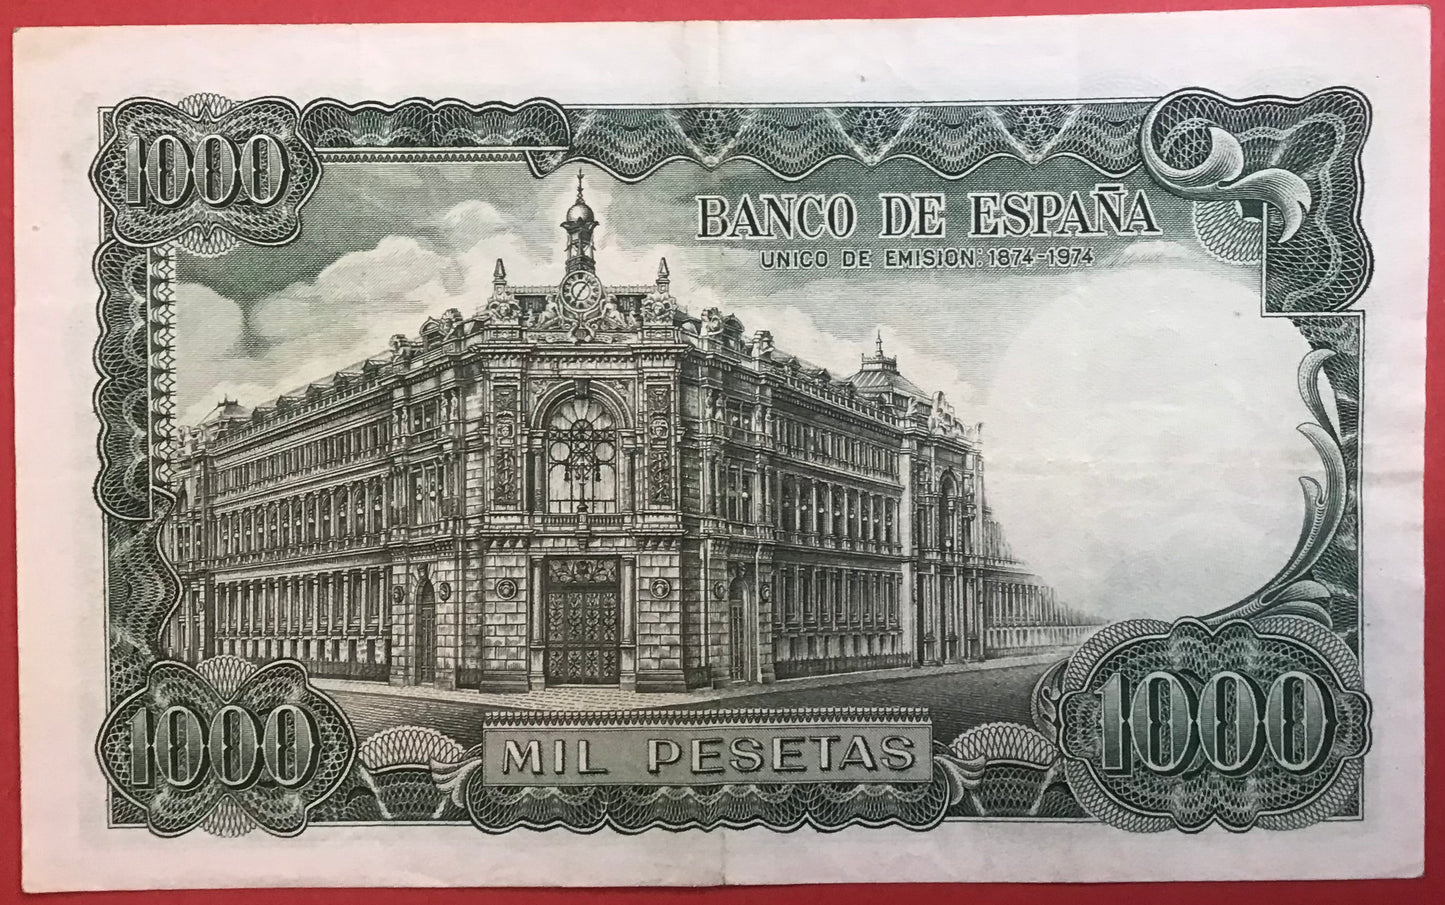 1000
BANCO DE ESPAÑA
UNICO DE EMISION: 1874-1974
1000
MIL PESETAS
1000